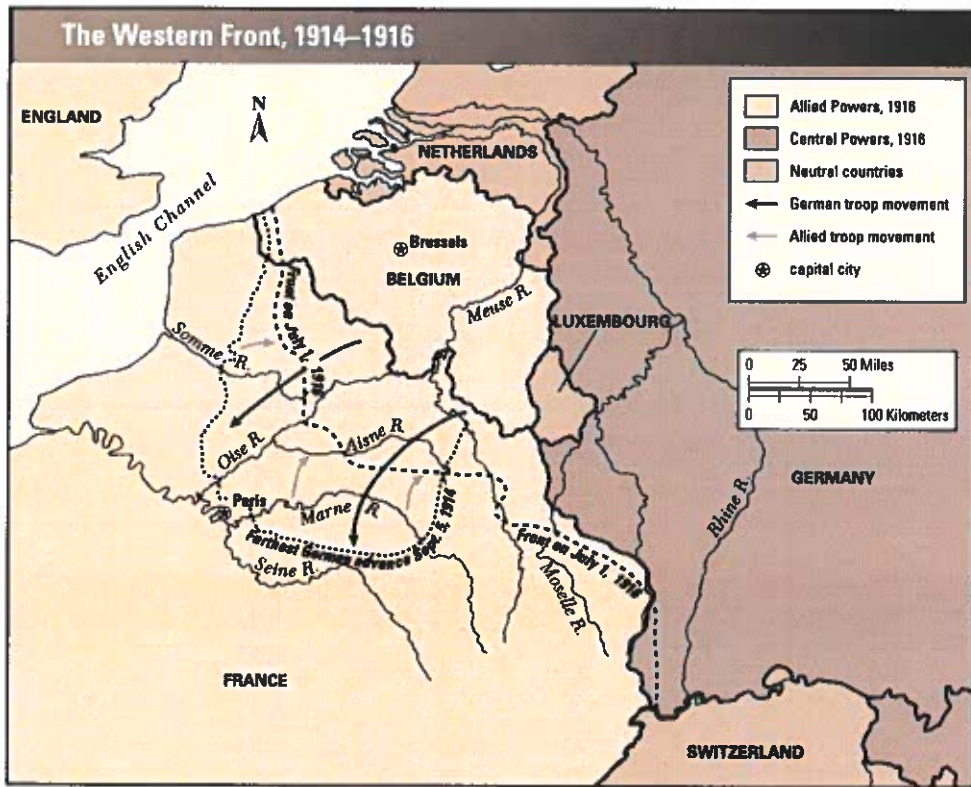 The Western Front, 1914–1916
ENGLAND
N
English Channel
NETHERLANDS
Brussels
BELGIUM
Meuse R.
LUXEMBOURG
Front on July 1,
1916
Somme R.
Oise R.
Aisne R.
Paris
Marne R.
Farthest German advance Sept. 5, 1914
Seine R.
Front on July 1, 1916
Moselle R.
Rhine R.
GERMANY
FRANCE
SWITZERLAND
Allied Powers, 1916
Central Powers, 1916
Neutral countries
German troop movement
Allied troop movement
capital city
0 25 50 Miles
0 50 100 Kilometers